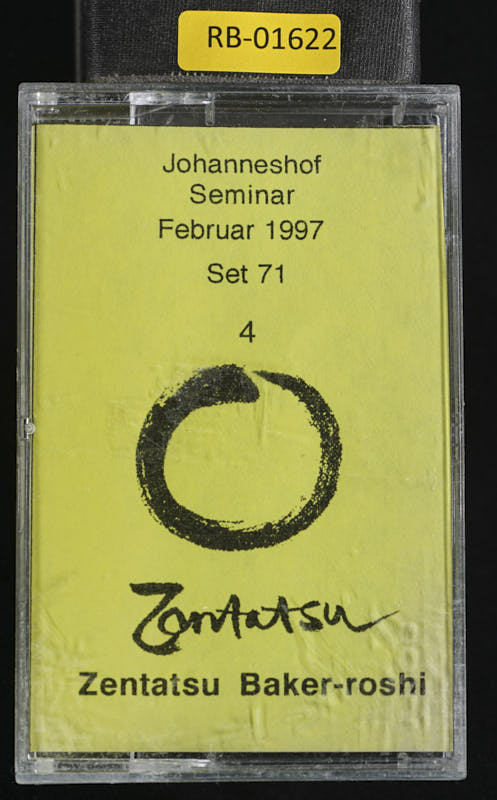 RB-01622
Johanneshof
Seminar
Februar 1997
Set 71
4
Zentatsu
Zentatsu Baker-roshi